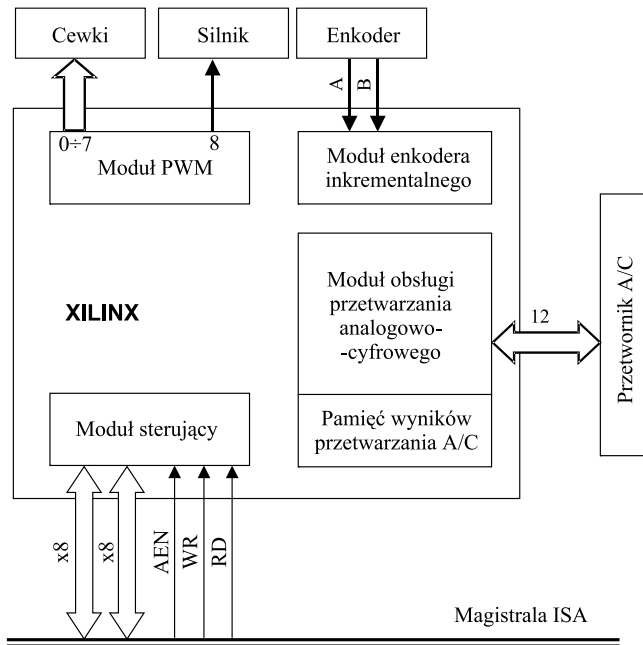 Cewki
Silnik
Enkoder
A
B
0÷7
8
Moduł PWM
Moduł enkodera
inkrementalnego
XILINX
Moduł obsługi
przetwarzania
analogowo-
-cyfrowego
12
Przetwornik A/C
Moduł sterujący
Pamięć wyników
przetwarzania A/C
x8
x8
AEN
WR
RD
Magistrala ISA